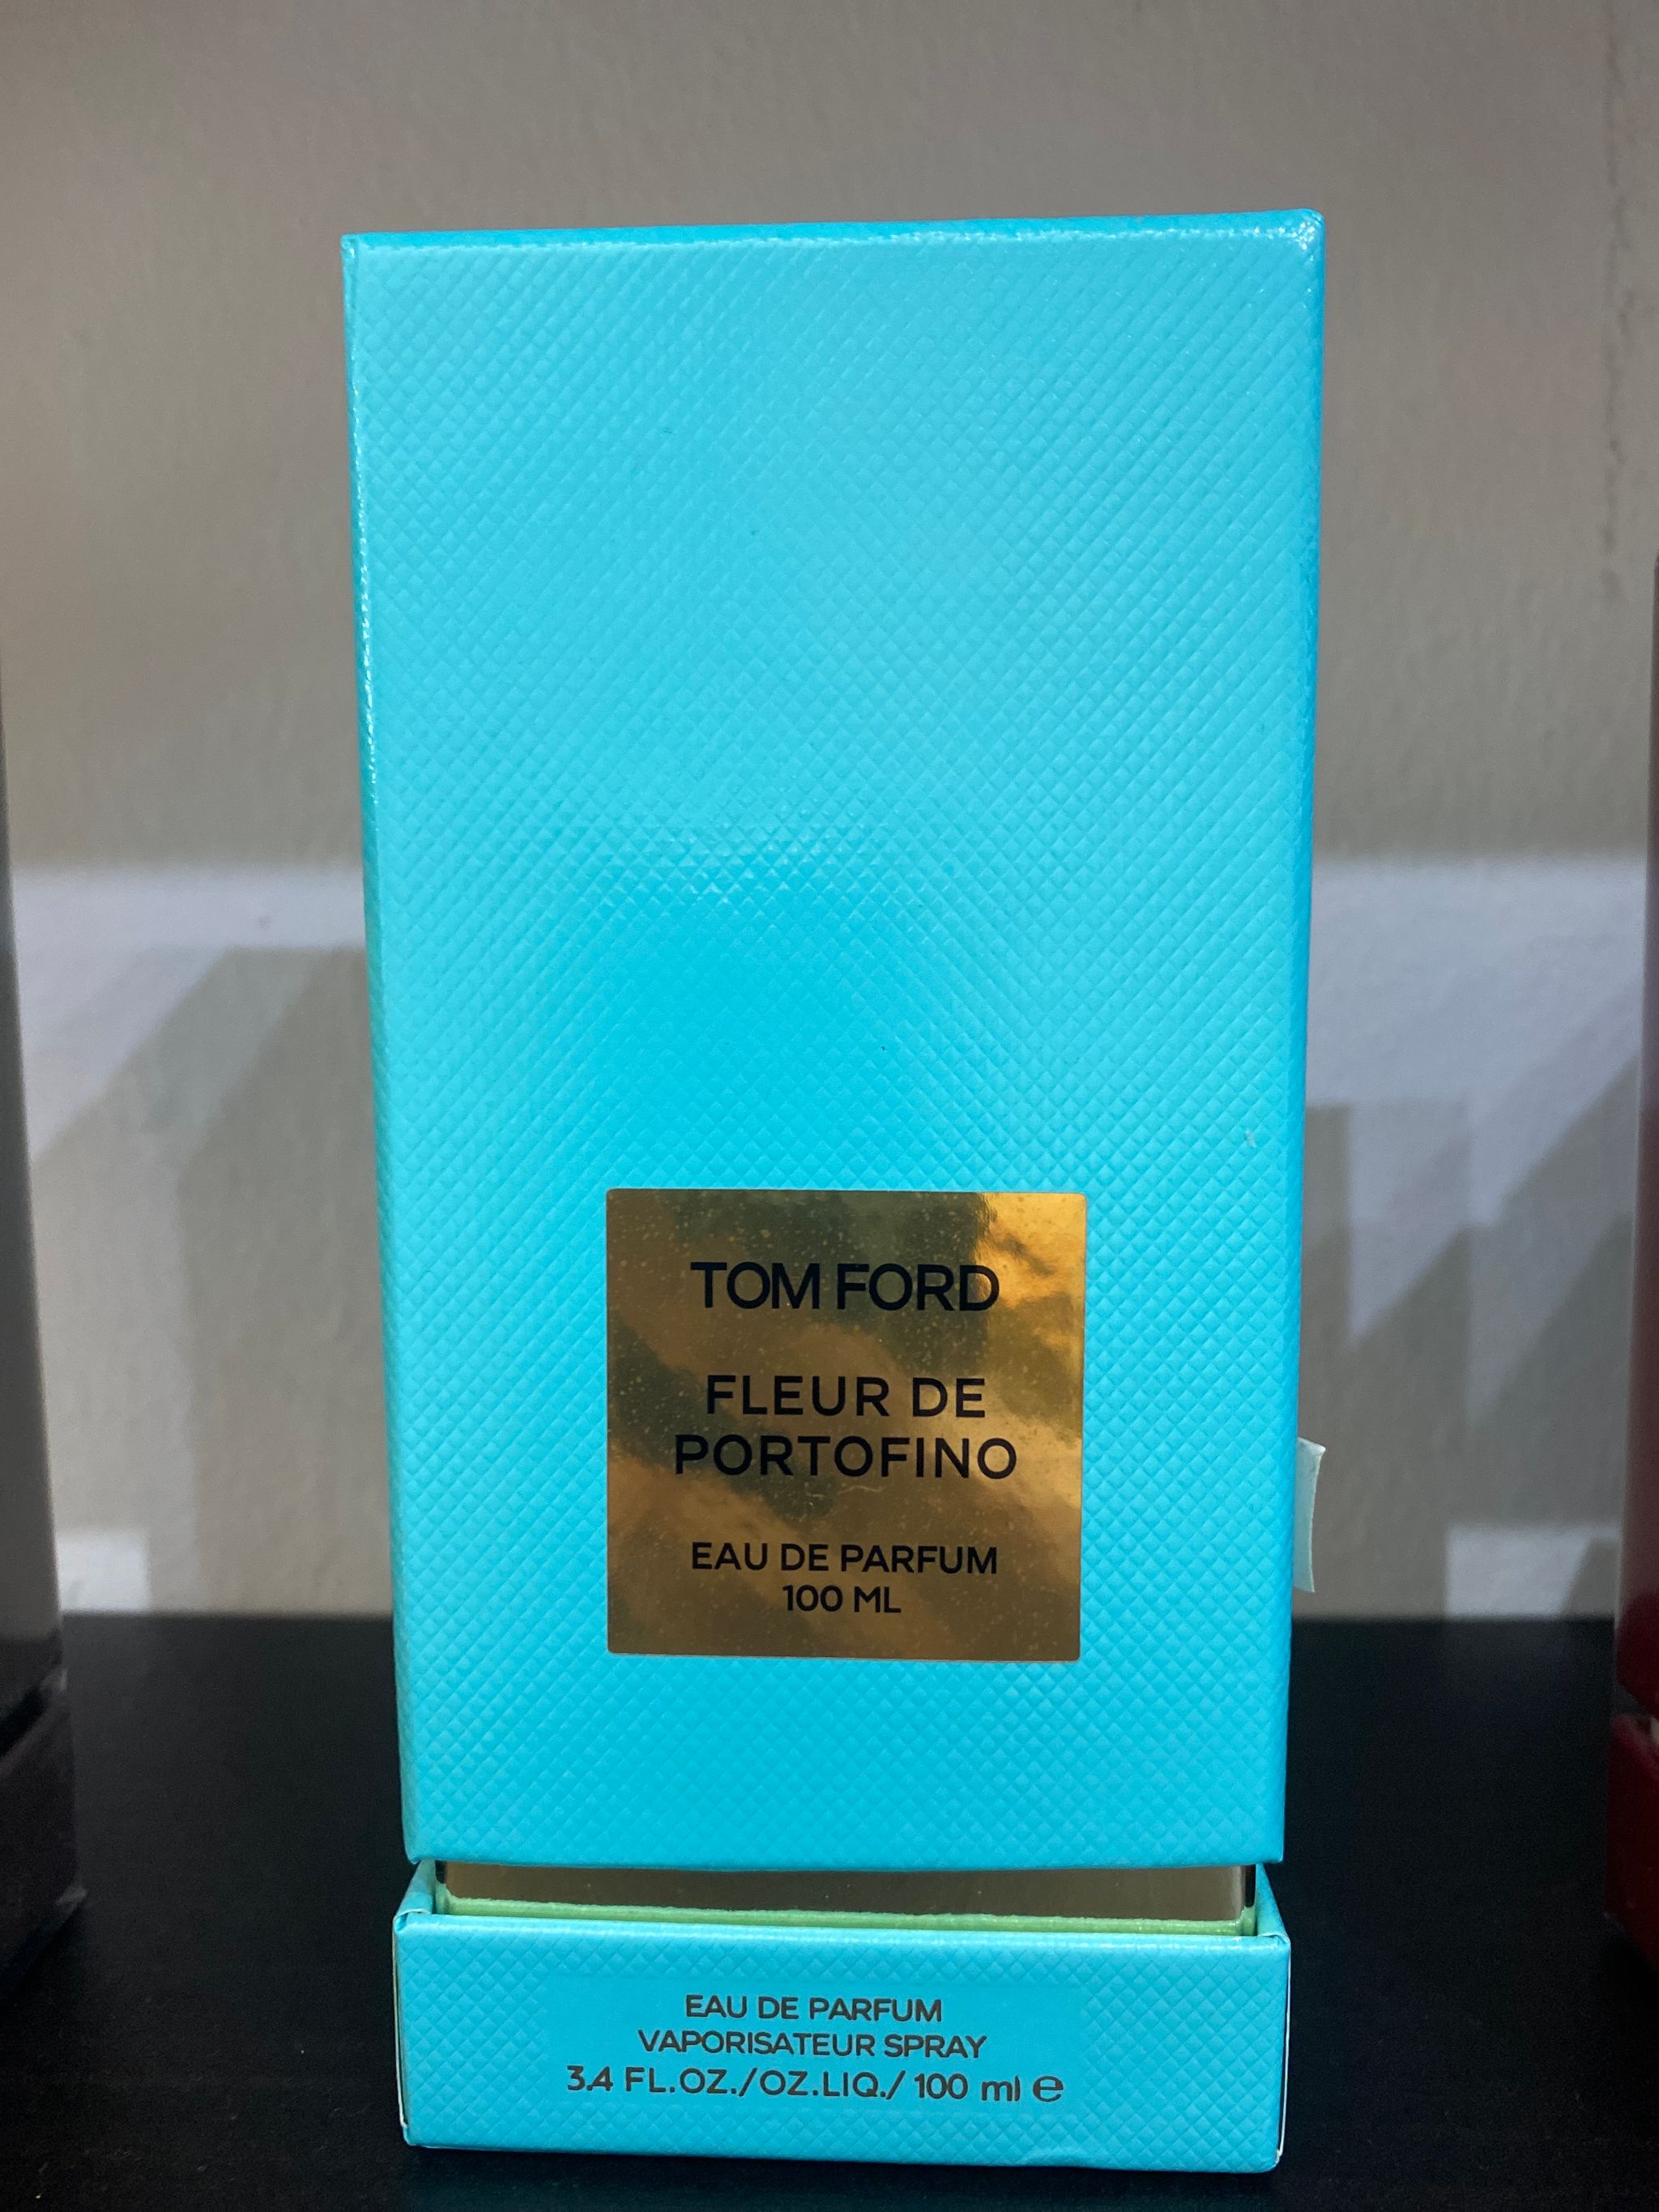 TOM FORD
FLEUR DE
PORTOFINO
EAU DE PARFUM
100 ML
EAU DE PARFUM
VAPORISATEUR SPRAY
3.4 FL.OZ./OZ.LIQ./ 100 ml ℮